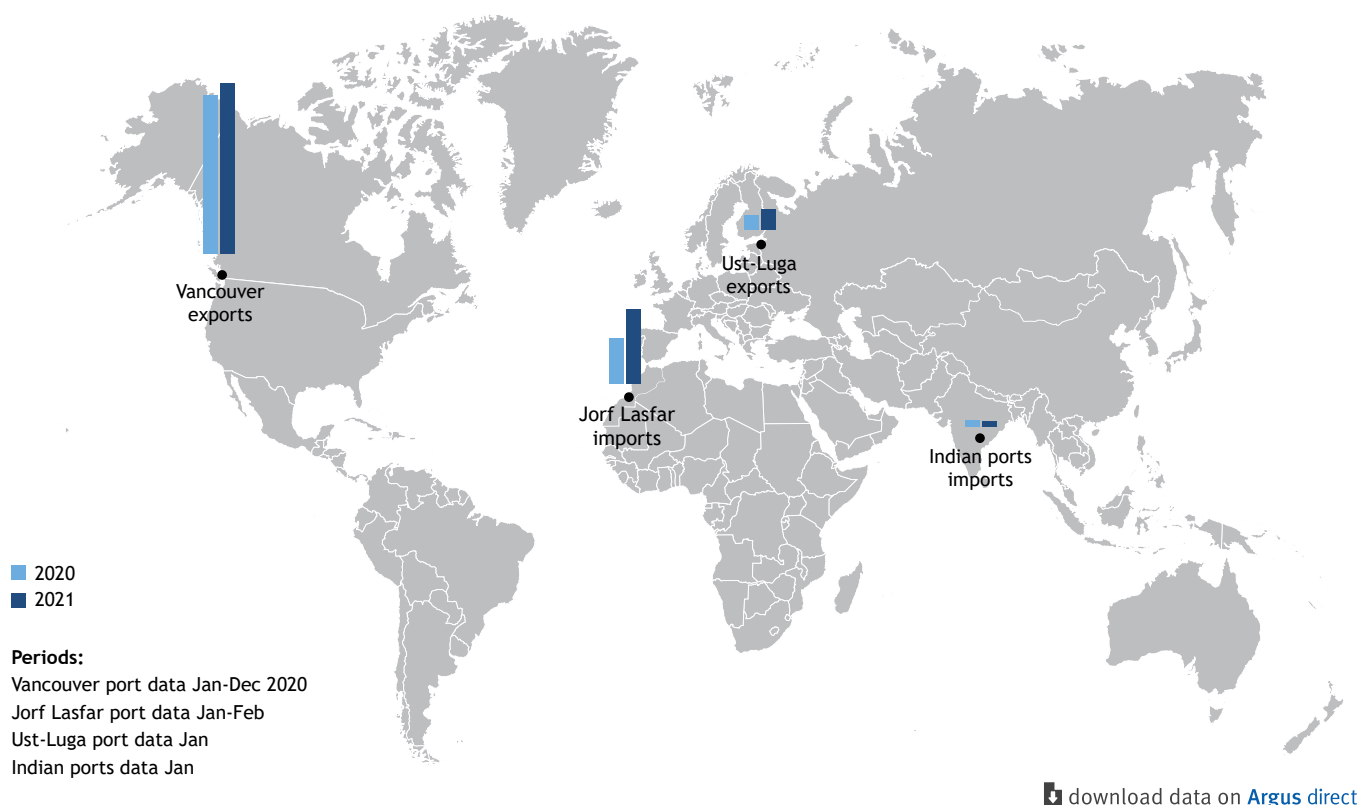 Vancouver
exports
Ust-Luga
exports
Jorf Lasfar
imports
Indian ports
imports
2020
2021
Periods:
Vancouver port data Jan-Dec 2020
Jorf Lasfar port data Jan-Feb
Ust-Luga port data Jan
Indian ports data Jan
download data on Argus direct